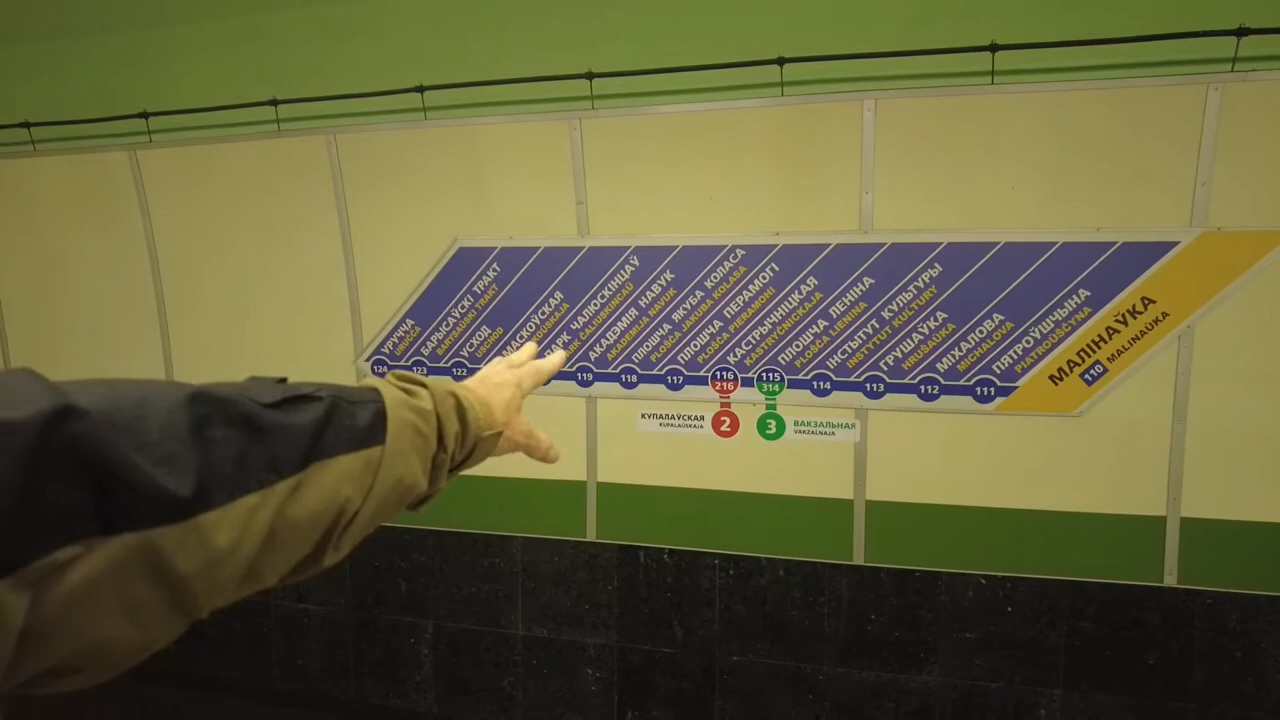 УРУЧЧА
URUČČA
БАРЫСАЎСКІ ТРАКТ
BARYSAŬSKI TRAKT
УСХОД
USCHOD
МАСКОЎСКАЯ
ЧАЛЮСКІНЦАЎ
ČALIUSKINCAŬ
АКАДЭМІЯ НАВУК
AKADEMIJA NAVUK
ПЛОШЧА ЯКУБА КОЛАСА
PLOŠČA JAKUBA KOLASA
ПЛОШЧА ПЕРАМОГІ
PLOŠČA PIERAMOHI
КАСТРЫЧНІЦКАЯ
KASTRYČNICKAJA
ПЛОШЧА ЛЕНІНА
PLOŠČA LIENINA
ІНСТЫТУТ КУЛЬТУРЫ
INSTYTUT KULTURY
ГРУШАЎКА
HRUŠAŬKA
МІХАЛОВА
MICHALOVA
ПЯТРОЎШЧЫНА
PIATROŬŠČYNA
МАЛІНАЎКА
110 MALINAŬKA
124 123 122 119 118 117 116 115 114 113 112 111
216 314
КУПАЛАЎСКАЯ
KUPALAŬSKAJA
2
3
ВАКЗАЛЬНАЯ
VAKZAĹNAJA